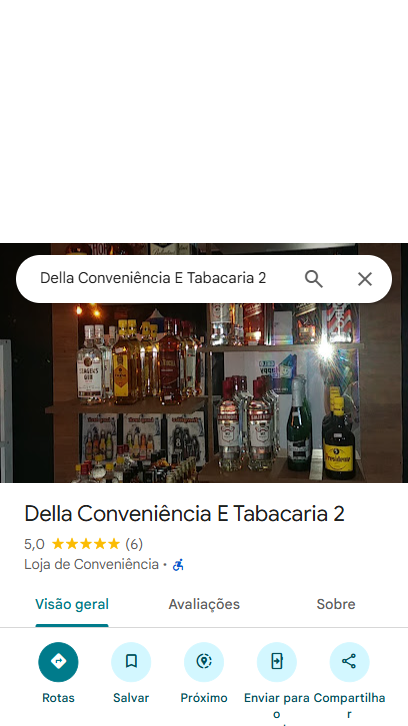 Della Conveniência E Tabacaria 2
Della Conveniência E Tabacaria 2
5,0 (6)
Loja de Conveniência ·
Visão geral Avaliações Sobre
Rotas Salvar Próximo Enviar para o Compartilhar